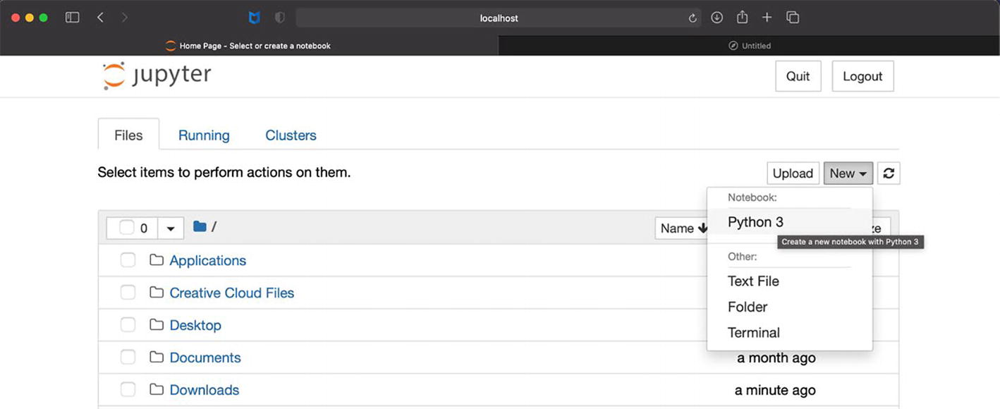 localhost
Home Page - Select or create a notebook
Untitled
jupyter
Quit
Logout
Files
Running
Clusters
Select items to perform actions on them.
Upload
New
Notebook:
Python 3
Create a new notebook with Python 3
Other:
Text File
Folder
Terminal
0
/
Name
ze
Applications
Creative Cloud Files
Desktop
Documents
a month ago
Downloads
a minute ago